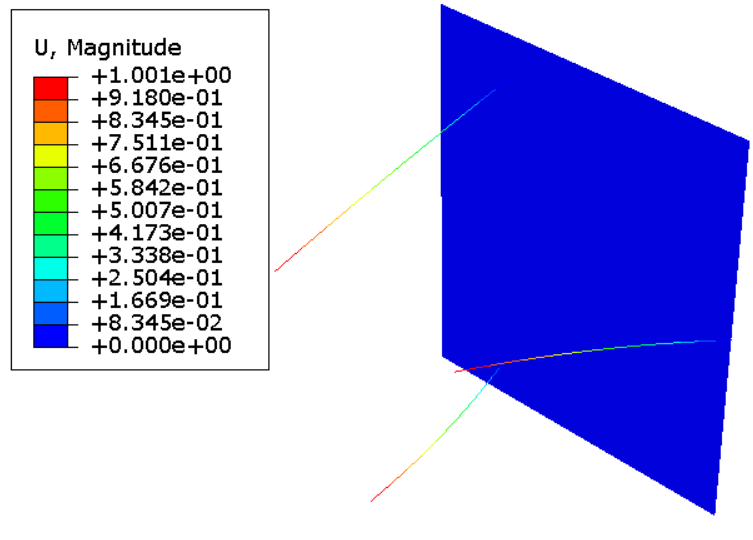 U, Magnitude
+1.001e+00
+9.180e-01
+8.345e-01
+7.511e-01
+6.676e-01
+5.842e-01
+5.007e-01
+4.173e-01
+3.338e-01
+2.504e-01
+1.669e-01
+8.345e-02
+0.000e+00